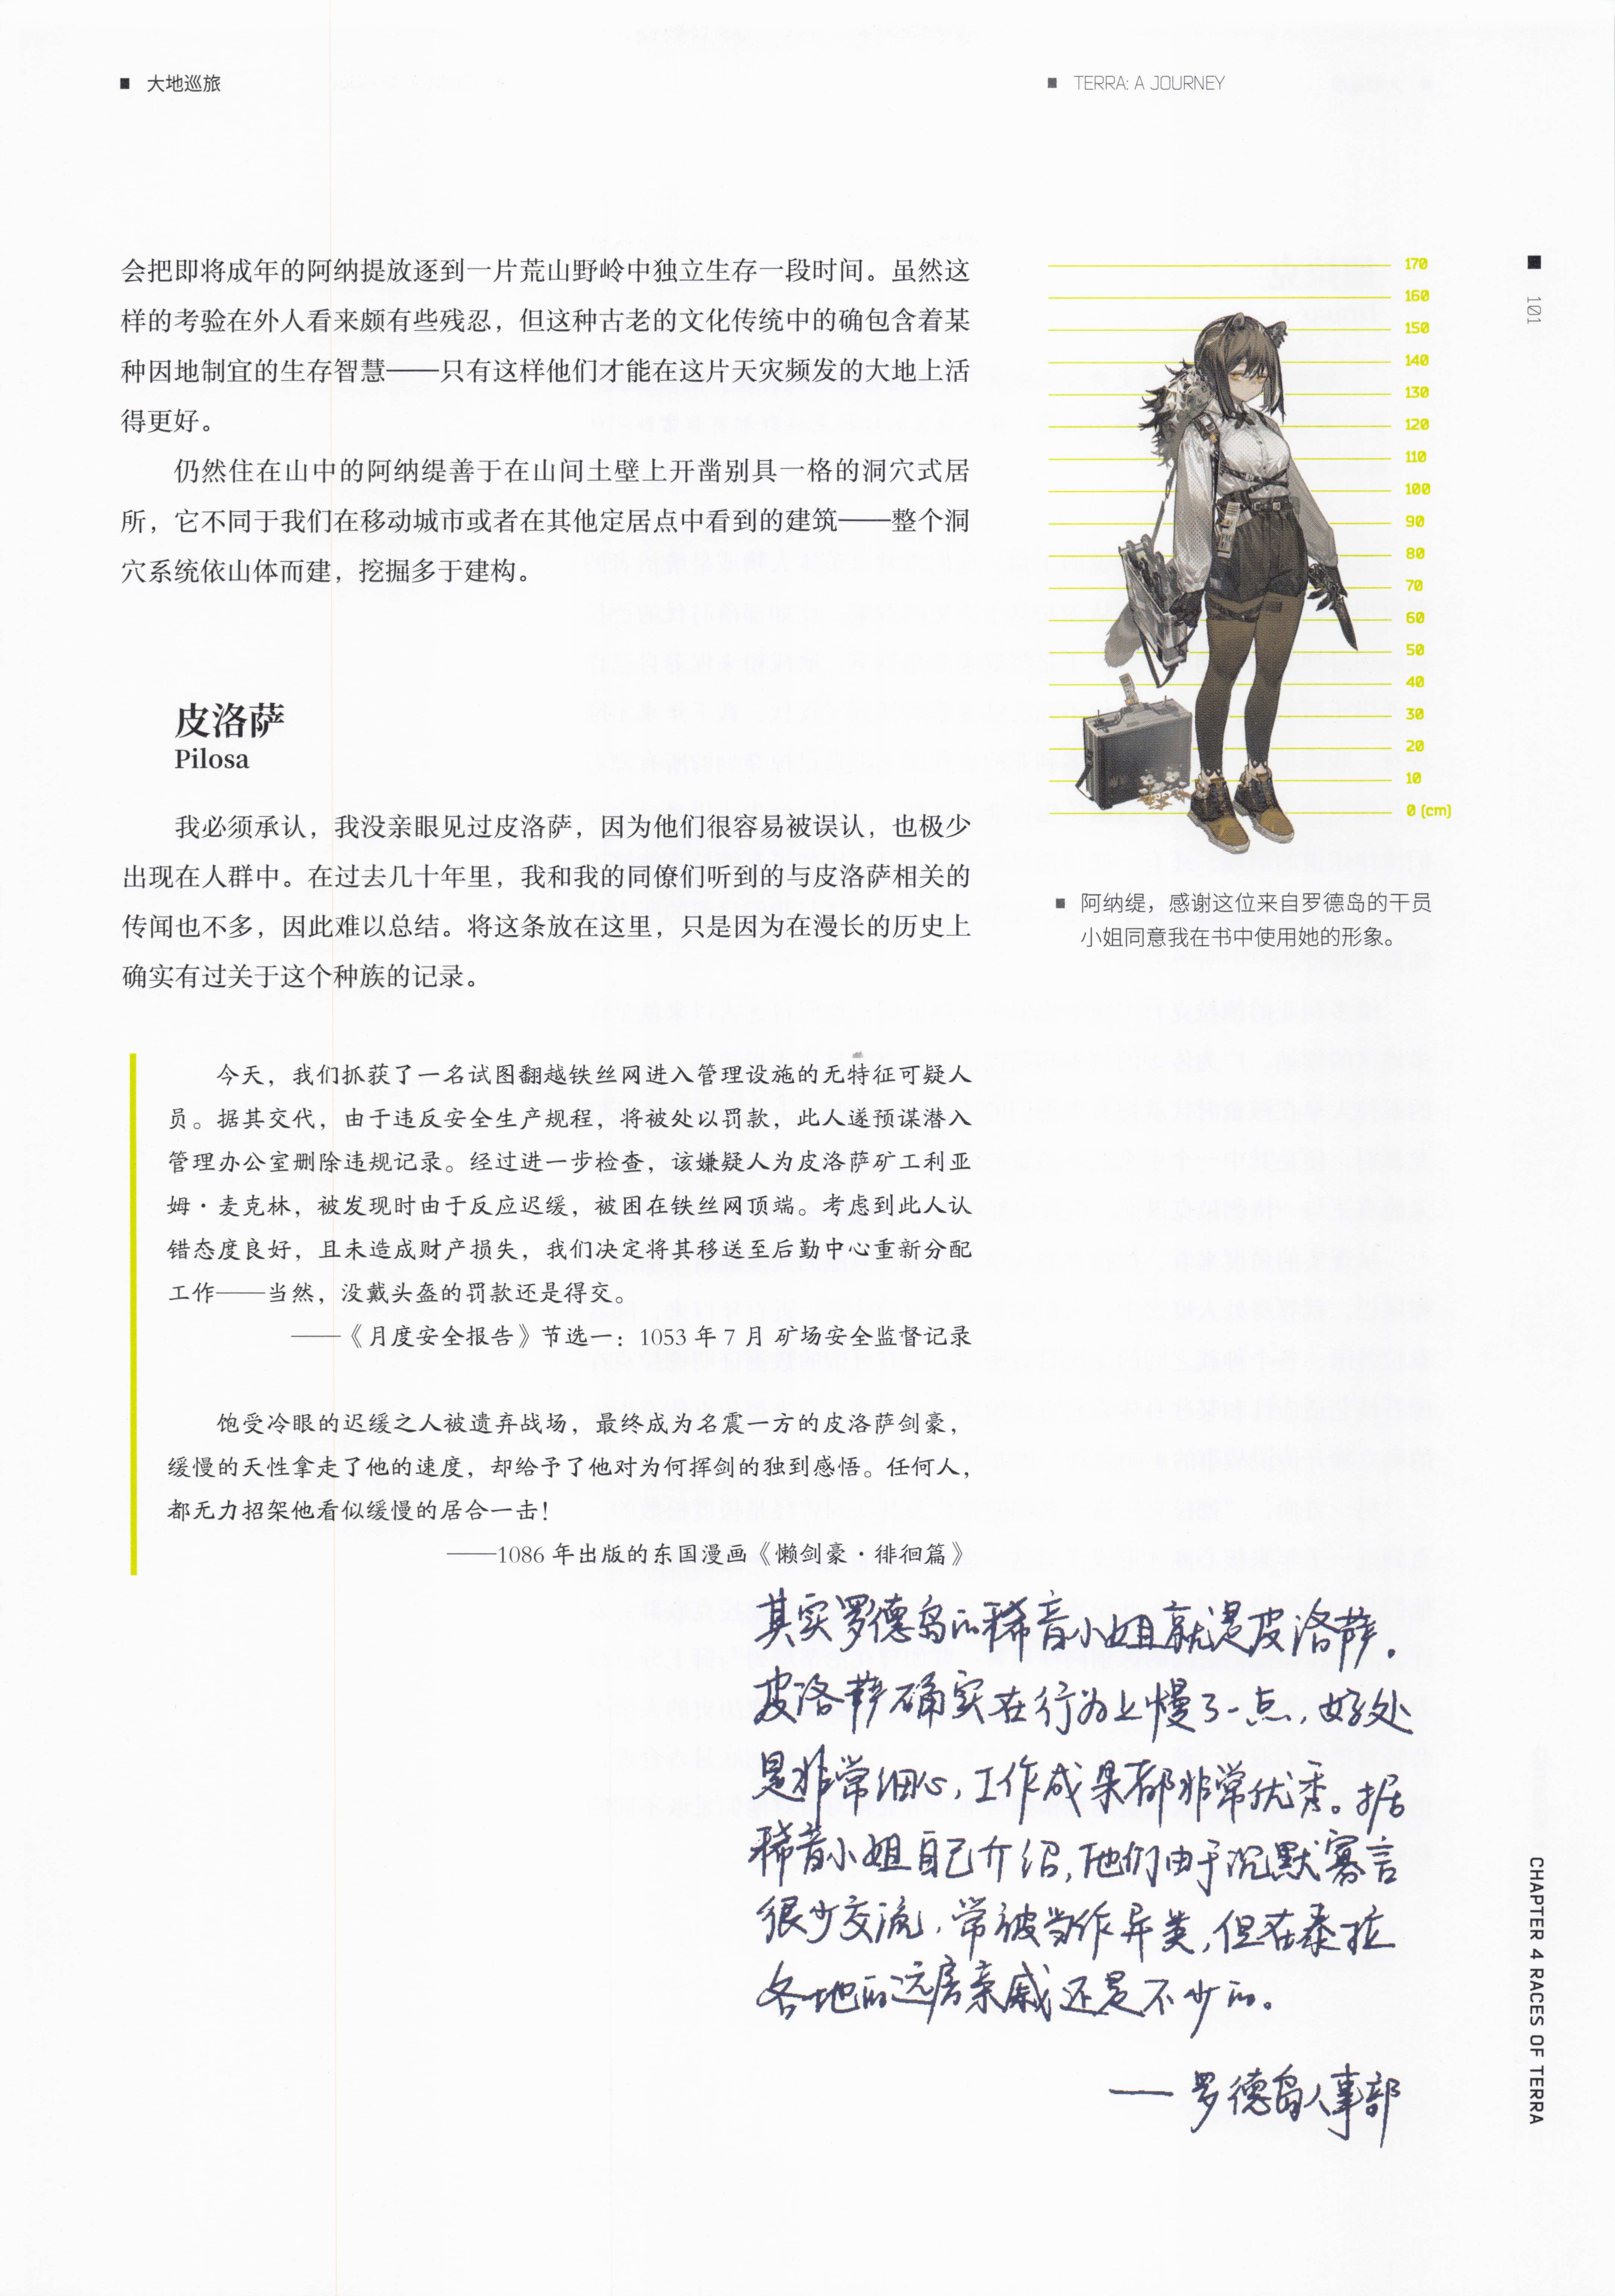 大地巡旅
TERRA: A JOURNEY
101
会把即将成年的阿纳提放逐到一片荒山野岭中独立生存一段时间。虽然这
样的考验在外人看来颇有些残忍，但这种古老的文化传统中的确包含着某
种因地制宜的生存智慧——只有这样他们才能在这片天灾频发的大地上活
得更好。
仍然住在山中的阿纳缇善于在山间土壁上开凿别具一格的洞穴式居
所，它不同于我们在移动城市或者在其他定居点中看到的建筑——整个洞
穴系统依山体而建，挖掘多于建构。
170
160
150
140
130
120
110
100
90
80
70
60
50
40
30
20
10
0 (cm)
阿纳缇，感谢这位来自罗德岛的干员
小姐同意我在书中使用她的形象。
皮洛萨
Pilosa
我必须承认，我没亲眼见过皮洛萨，因为他们很容易被误认，也极少
出现在人群中。在过去几十年里，我和我的同僚们听到的与皮洛萨相关的
传闻也不多，因此难以总结。将这条放在这里，只是因为在漫长的历史上
确实有过关于这个种族的记录。
今天，我们抓获了一名试图翻越铁丝网进入管理设施的无特征可疑人
员。据其交代，由于违反安全生产规程，将被处以罚款，此人遂预谋潜入
管理办公室删除违规记录。经过进一步检查，该嫌疑人为皮洛萨矿工利亚
姆·麦克林，被发现时由于反应迟缓，被困在铁丝网顶端。考虑到此人认
错态度良好，且未造成财产损失，我们决定将其移送至后勤中心重新分配
工作——当然，没戴头盔的罚款还是得交。
——《月度安全报告》节选一：1053 年 7 月 矿场安全监督记录
饱受冷眼的迟缓之人被遗弃战场，最终成为名震一方的皮洛萨剑豪，
缓慢的天性拿走了他的速度，却给予了他对为何挥剑的独到感悟。任何人，
都无力招架他看似缓慢的居合一击！
——1086 年出版的东国漫画《懒剑豪·徘徊篇》
其实罗德岛的稀音小姐就是皮洛萨。
皮洛萨确实在行为上慢了一点，好处
是非常细心，工作成果都非常优秀。据
稀音小姐自己介绍，他们由于沉默寡言
很少交流，常被当作异类，但在泰拉
各地的远房亲戚还是不少的。
——罗德岛人事部
CHAPTER 4 RACES OF TERRA